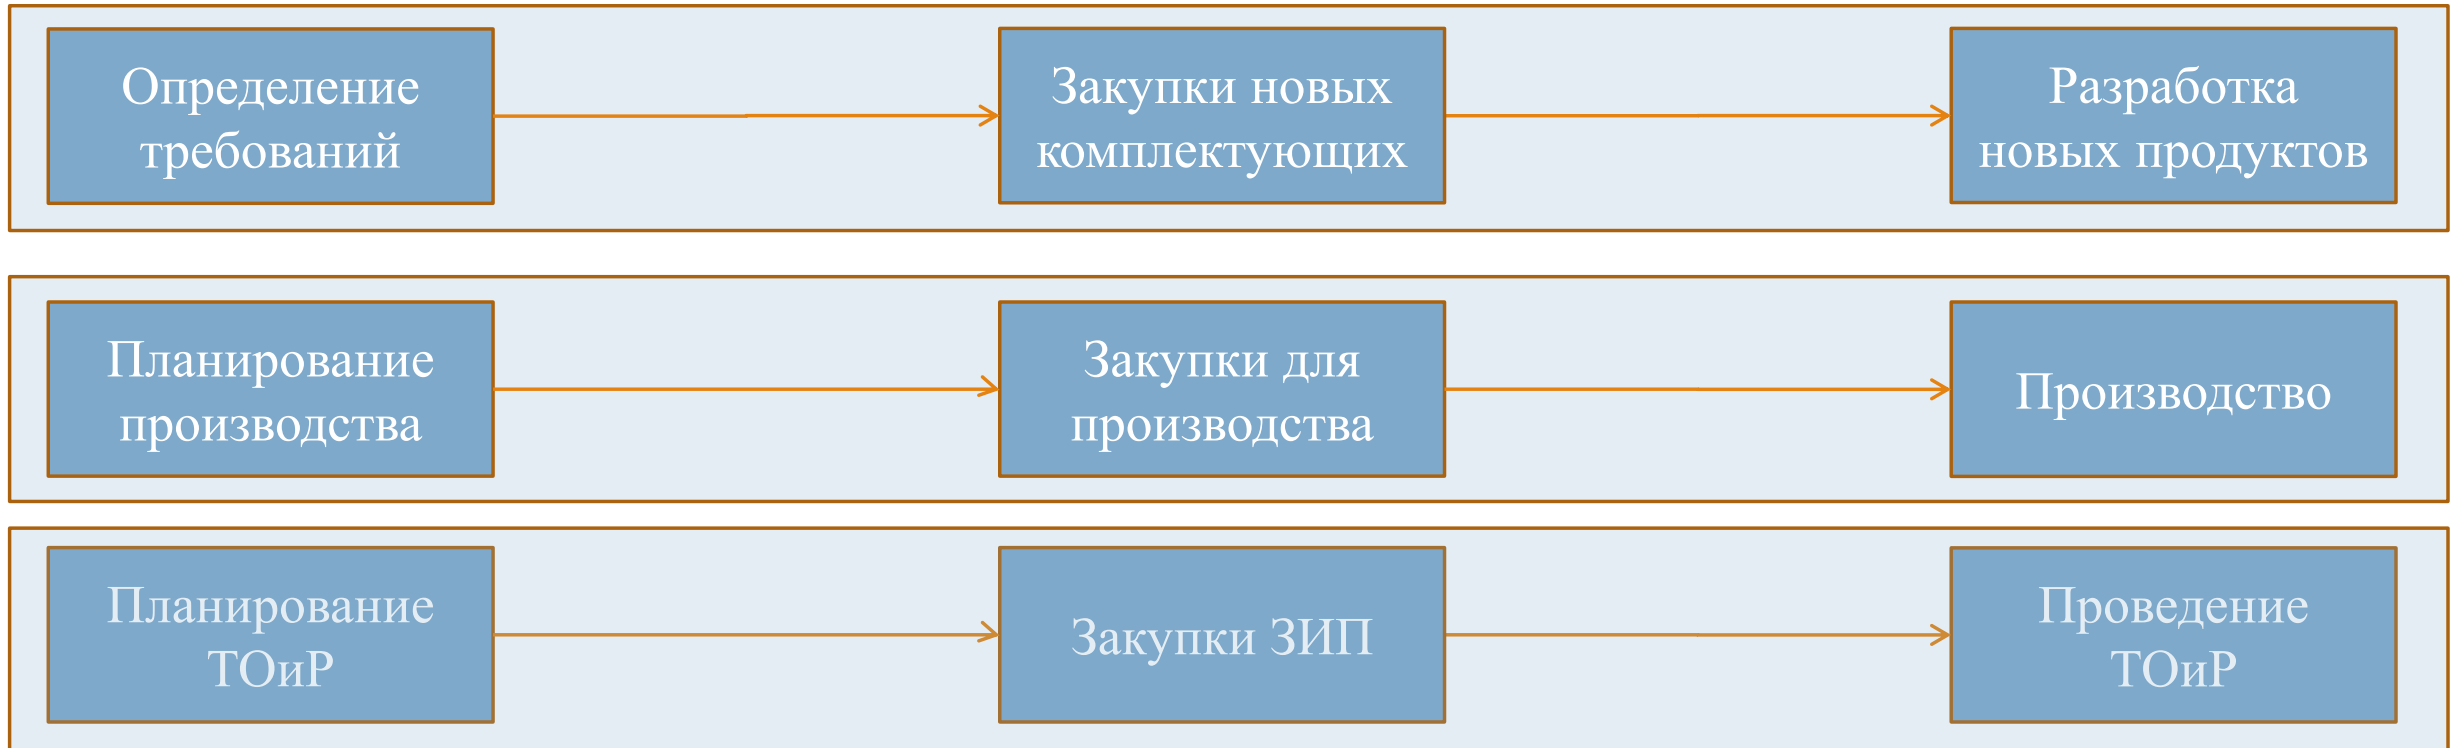 Определение
требований
Закупки новых
комплектующих
Разработка
новых продуктов
Планирование
производства
Закупки для
производства
Производство
Планирование
ТОиР
Закупки ЗИП
Проведение
ТОиР